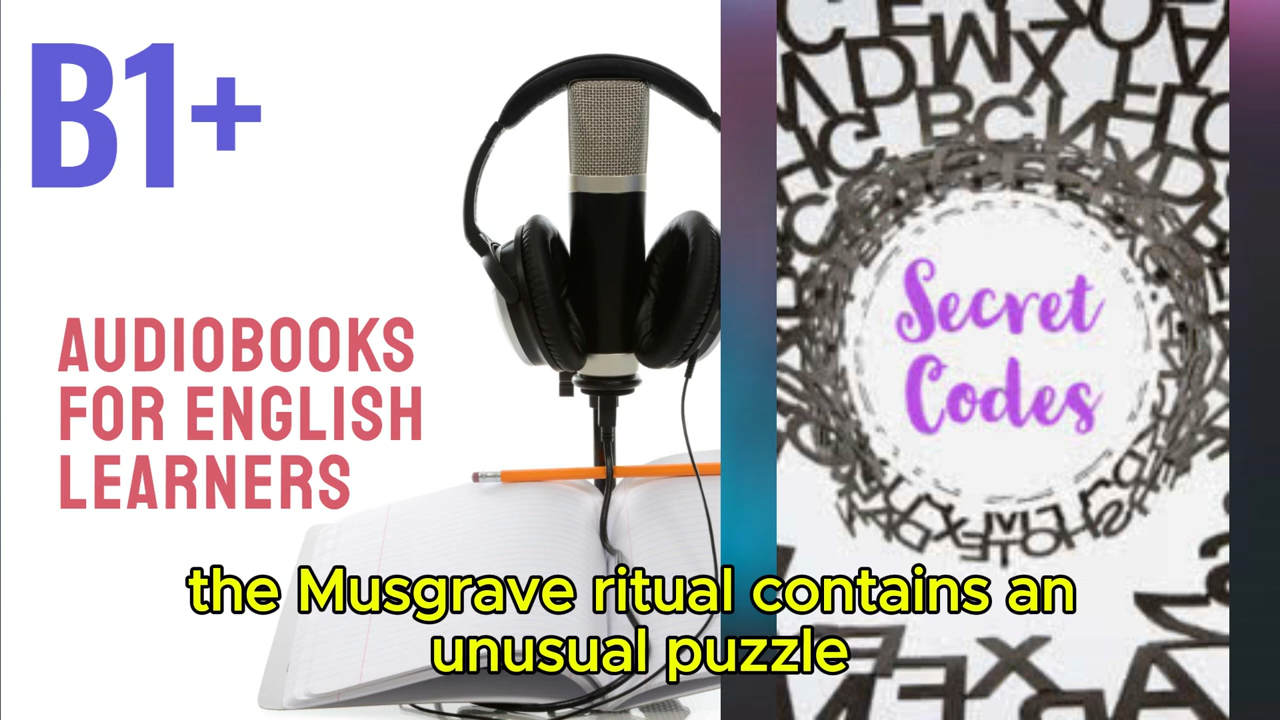 B1+
AUDIOBOOKS
FOR ENGLISH
LEARNERS
Secret
Codes
the Musgrave ritual contains an
unusual puzzle